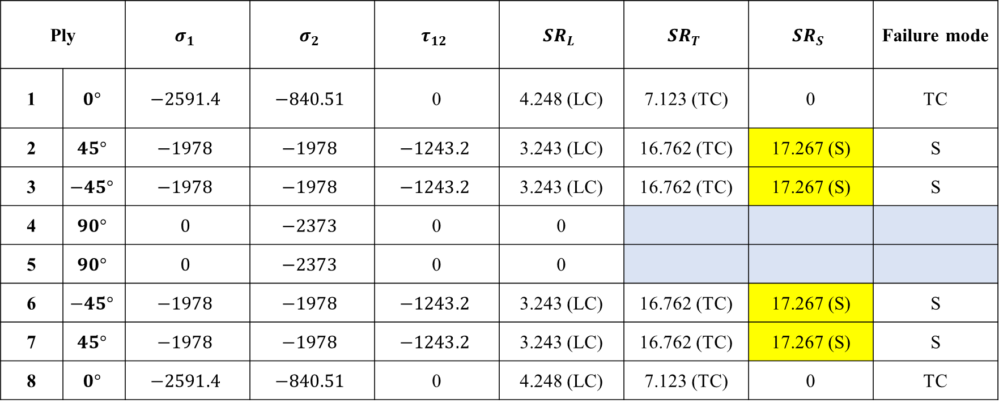 Ply σ₁ σ₂ τ₁₂ SR_L SR_T SR_S Failure mode
1 0° −2591.4 −840.51 0 4.248 (LC) 7.123 (TC) 0 TC
2 45° −1978 −1978 −1243.2 3.243 (LC) 16.762 (TC) 17.267 (S) S
3 −45° −1978 −1978 −1243.2 3.243 (LC) 16.762 (TC) 17.267 (S) S
4 90° 0 −2373 0 0
5 90° 0 −2373 0 0
6 −45° −1978 −1978 −1243.2 3.243 (LC) 16.762 (TC) 17.267 (S) S
7 45° −1978 −1978 −1243.2 3.243 (LC) 16.762 (TC) 17.267 (S) S
8 0° −2591.4 −840.51 0 4.248 (LC) 7.123 (TC) 0 TC